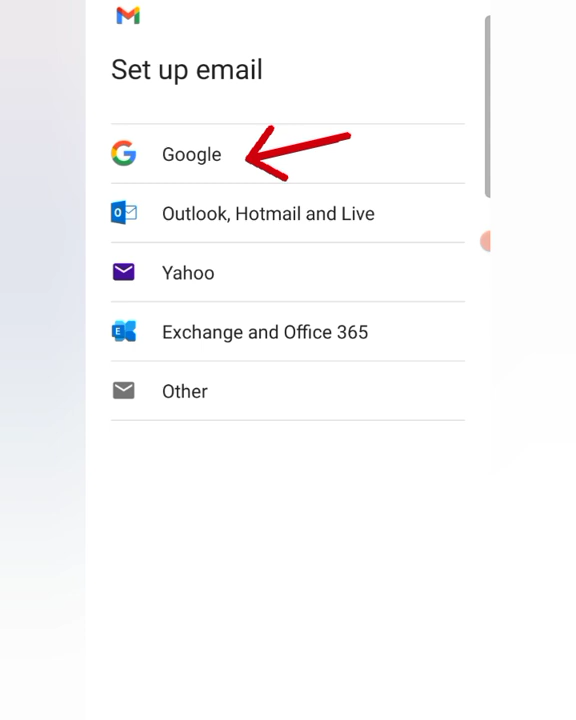 Set up email
Google
Outlook, Hotmail and Live
Yahoo
Exchange and Office 365
Other